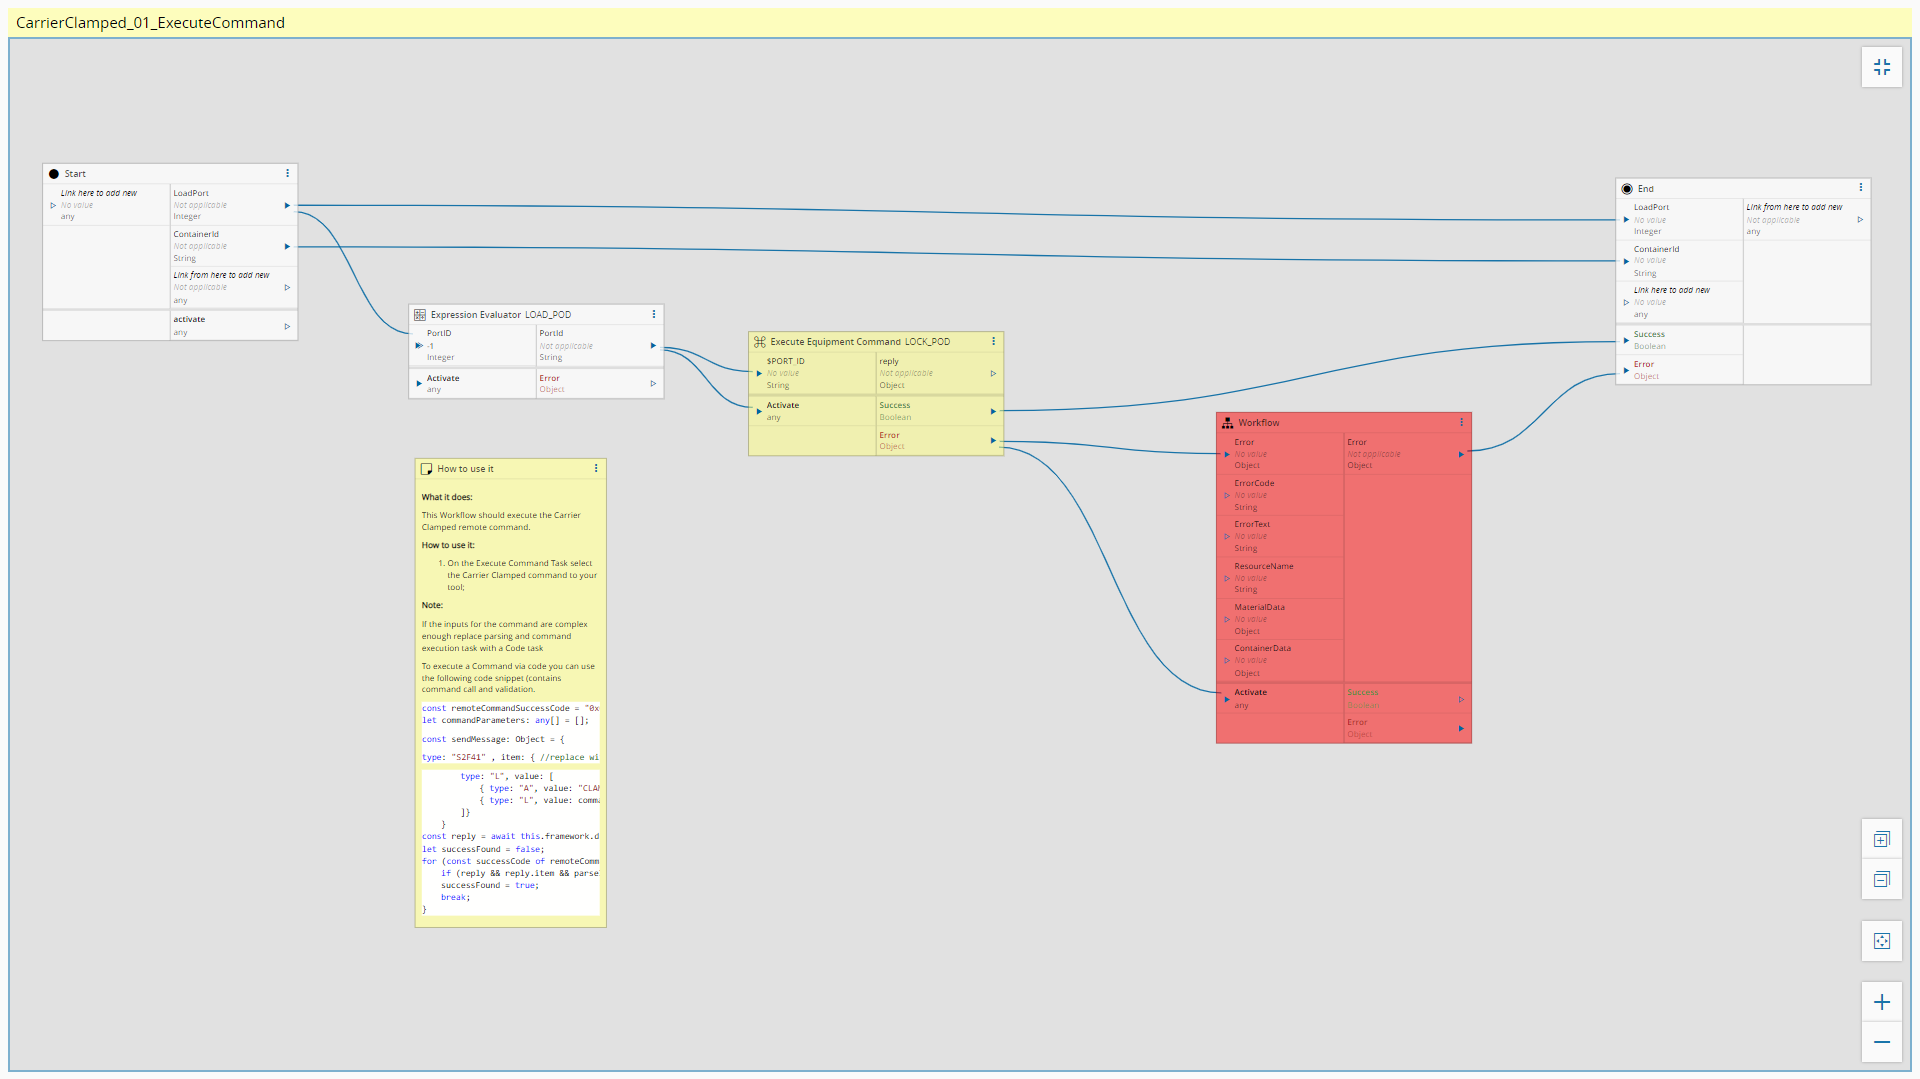 CarrierClamped_01_ExecuteCommand
Start
Link here to add new
No value
any
LoadPort
Not applicable
Integer
ContainerId
Not applicable
String
Link from here to add new
Not applicable
any
activate
any
Expression Evaluator LOAD_POD
PortID
-1
Integer
PortId
Not applicable
String
Activate
any
Error
Object
Execute Equipment Command LOCK_POD
$PORT_ID
No value
String
reply
Not applicable
Object
Activate
any
Success
Boolean
Error
Object
How to use it
What it does:
This Workflow should execute the Carrier
Clamped remote command.
How to use it:
1. On the Execute Command Task select
the Carrier Clamped command to your
tool;
Note:
If the inputs for the command are complex
enough replace parsing and command
execution task with a Code task
To execute a Command via code you can use
the following code snippet (contains
command call and validation.
const remoteCommandSuccessCode = "0x
let commandParameters: any[] = [];
const sendMessage: Object = {
type: "S2F41" , item: { //replace wi
type: "L", value: [
{ type: "A", value: "CLAM
{ type: "L", value: comma
]}
}
const reply = await this.framework.d
let successFound = false;
for (const successCode of remoteComm
if (reply && reply.item && parse
successFound = true;
break;
}
Workflow
Error
No value
Object
ErrorCode
No value
String
ErrorText
No value
String
ResourceName
No value
String
MaterialData
No value
Object
ContainerData
No value
Object
Error
Not applicable
Object
Activate
any
Success
Boolean
Error
Object
End
LoadPort
No value
Integer
ContainerId
No value
String
Link here to add new
No value
any
Link from here to add new
Not applicable
any
Success
Boolean
Error
Object